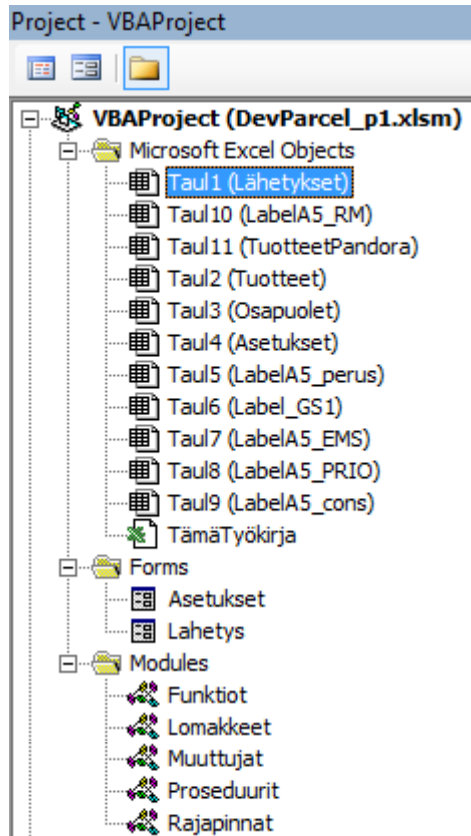 Project - VBAProject
VBAProject (DevParcel_p1.xlsm)
Microsoft Excel Objects
Taul1 (Lähetykset)
Taul10 (LabelA5_RM)
Taul11 (TuotteetPandora)
Taul2 (Tuotteet)
Taul3 (Osapuolet)
Taul4 (Asetukset)
Taul5 (LabelA5_perus)
Taul6 (Label_GS1)
Taul7 (LabelA5_EMS)
Taul8 (LabelA5_PRIO)
Taul9 (LabelA5_cons)
TämäTyökirja
Forms
Asetukset
Lahetys
Modules
Funktiot
Lomakkeet
Muuttujat
Proseduurit
Rajapinnat